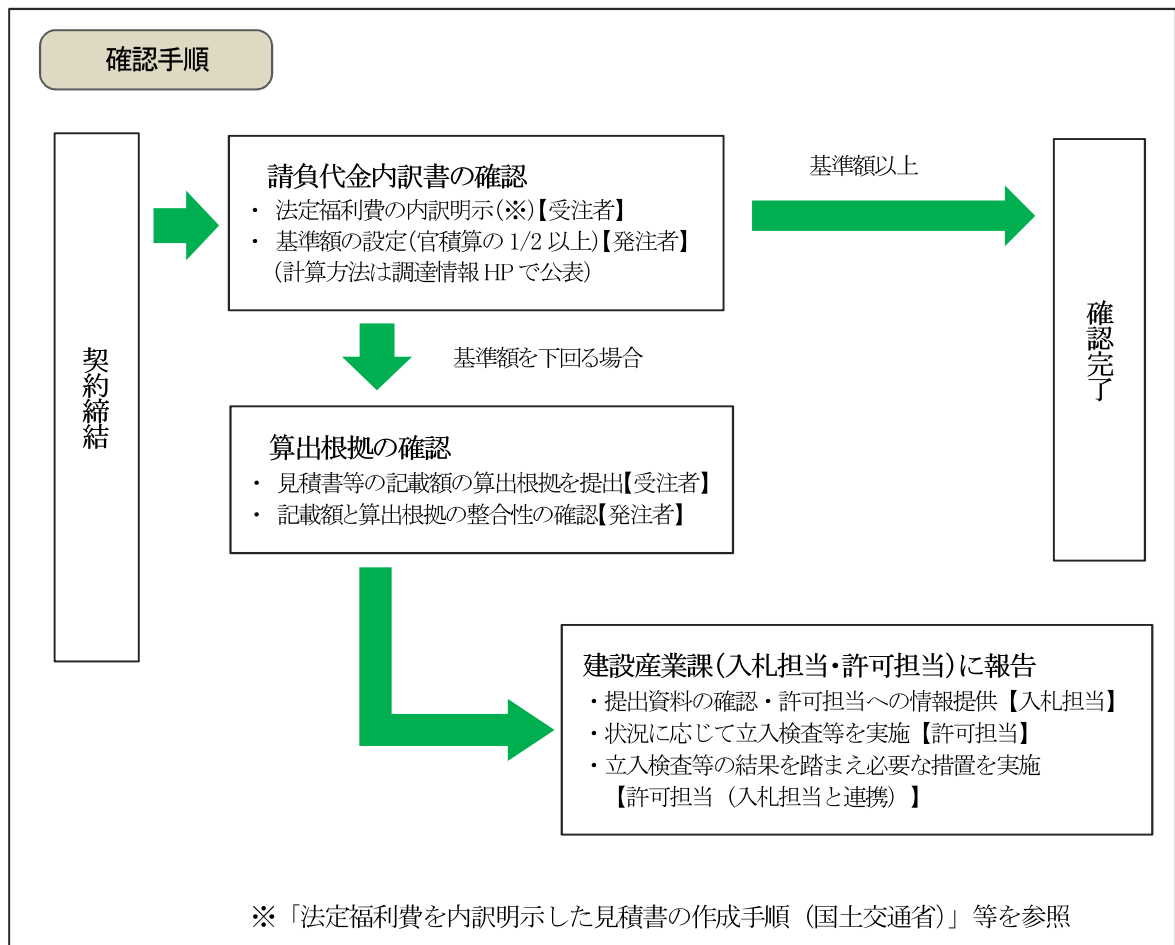 確認手順
契約締結
請負代金内訳書の確認
・ 法定福利費の内訳明示(※)【受注者】
・ 基準額の設定(官積算の1/2以上)【発注者】
(計算方法は調達情報HPで公表)
基準額以上
確認完了
基準額を下回る場合
算出根拠の確認
・ 見積書等の記載額の算出根拠を提出【受注者】
・ 記載額と算出根拠の整合性の確認【発注者】
建設産業課(入札担当・許可担当)に報告
・提出資料の確認・許可担当への情報提供【入札担当】
・状況に応じて立入検査等を実施【許可担当】
・立入検査等の結果を踏まえ必要な措置を実施
【許可担当（入札担当と連携）】
※「法定福利費を内訳明示した見積書の作成手順（国土交通省）」等を参照